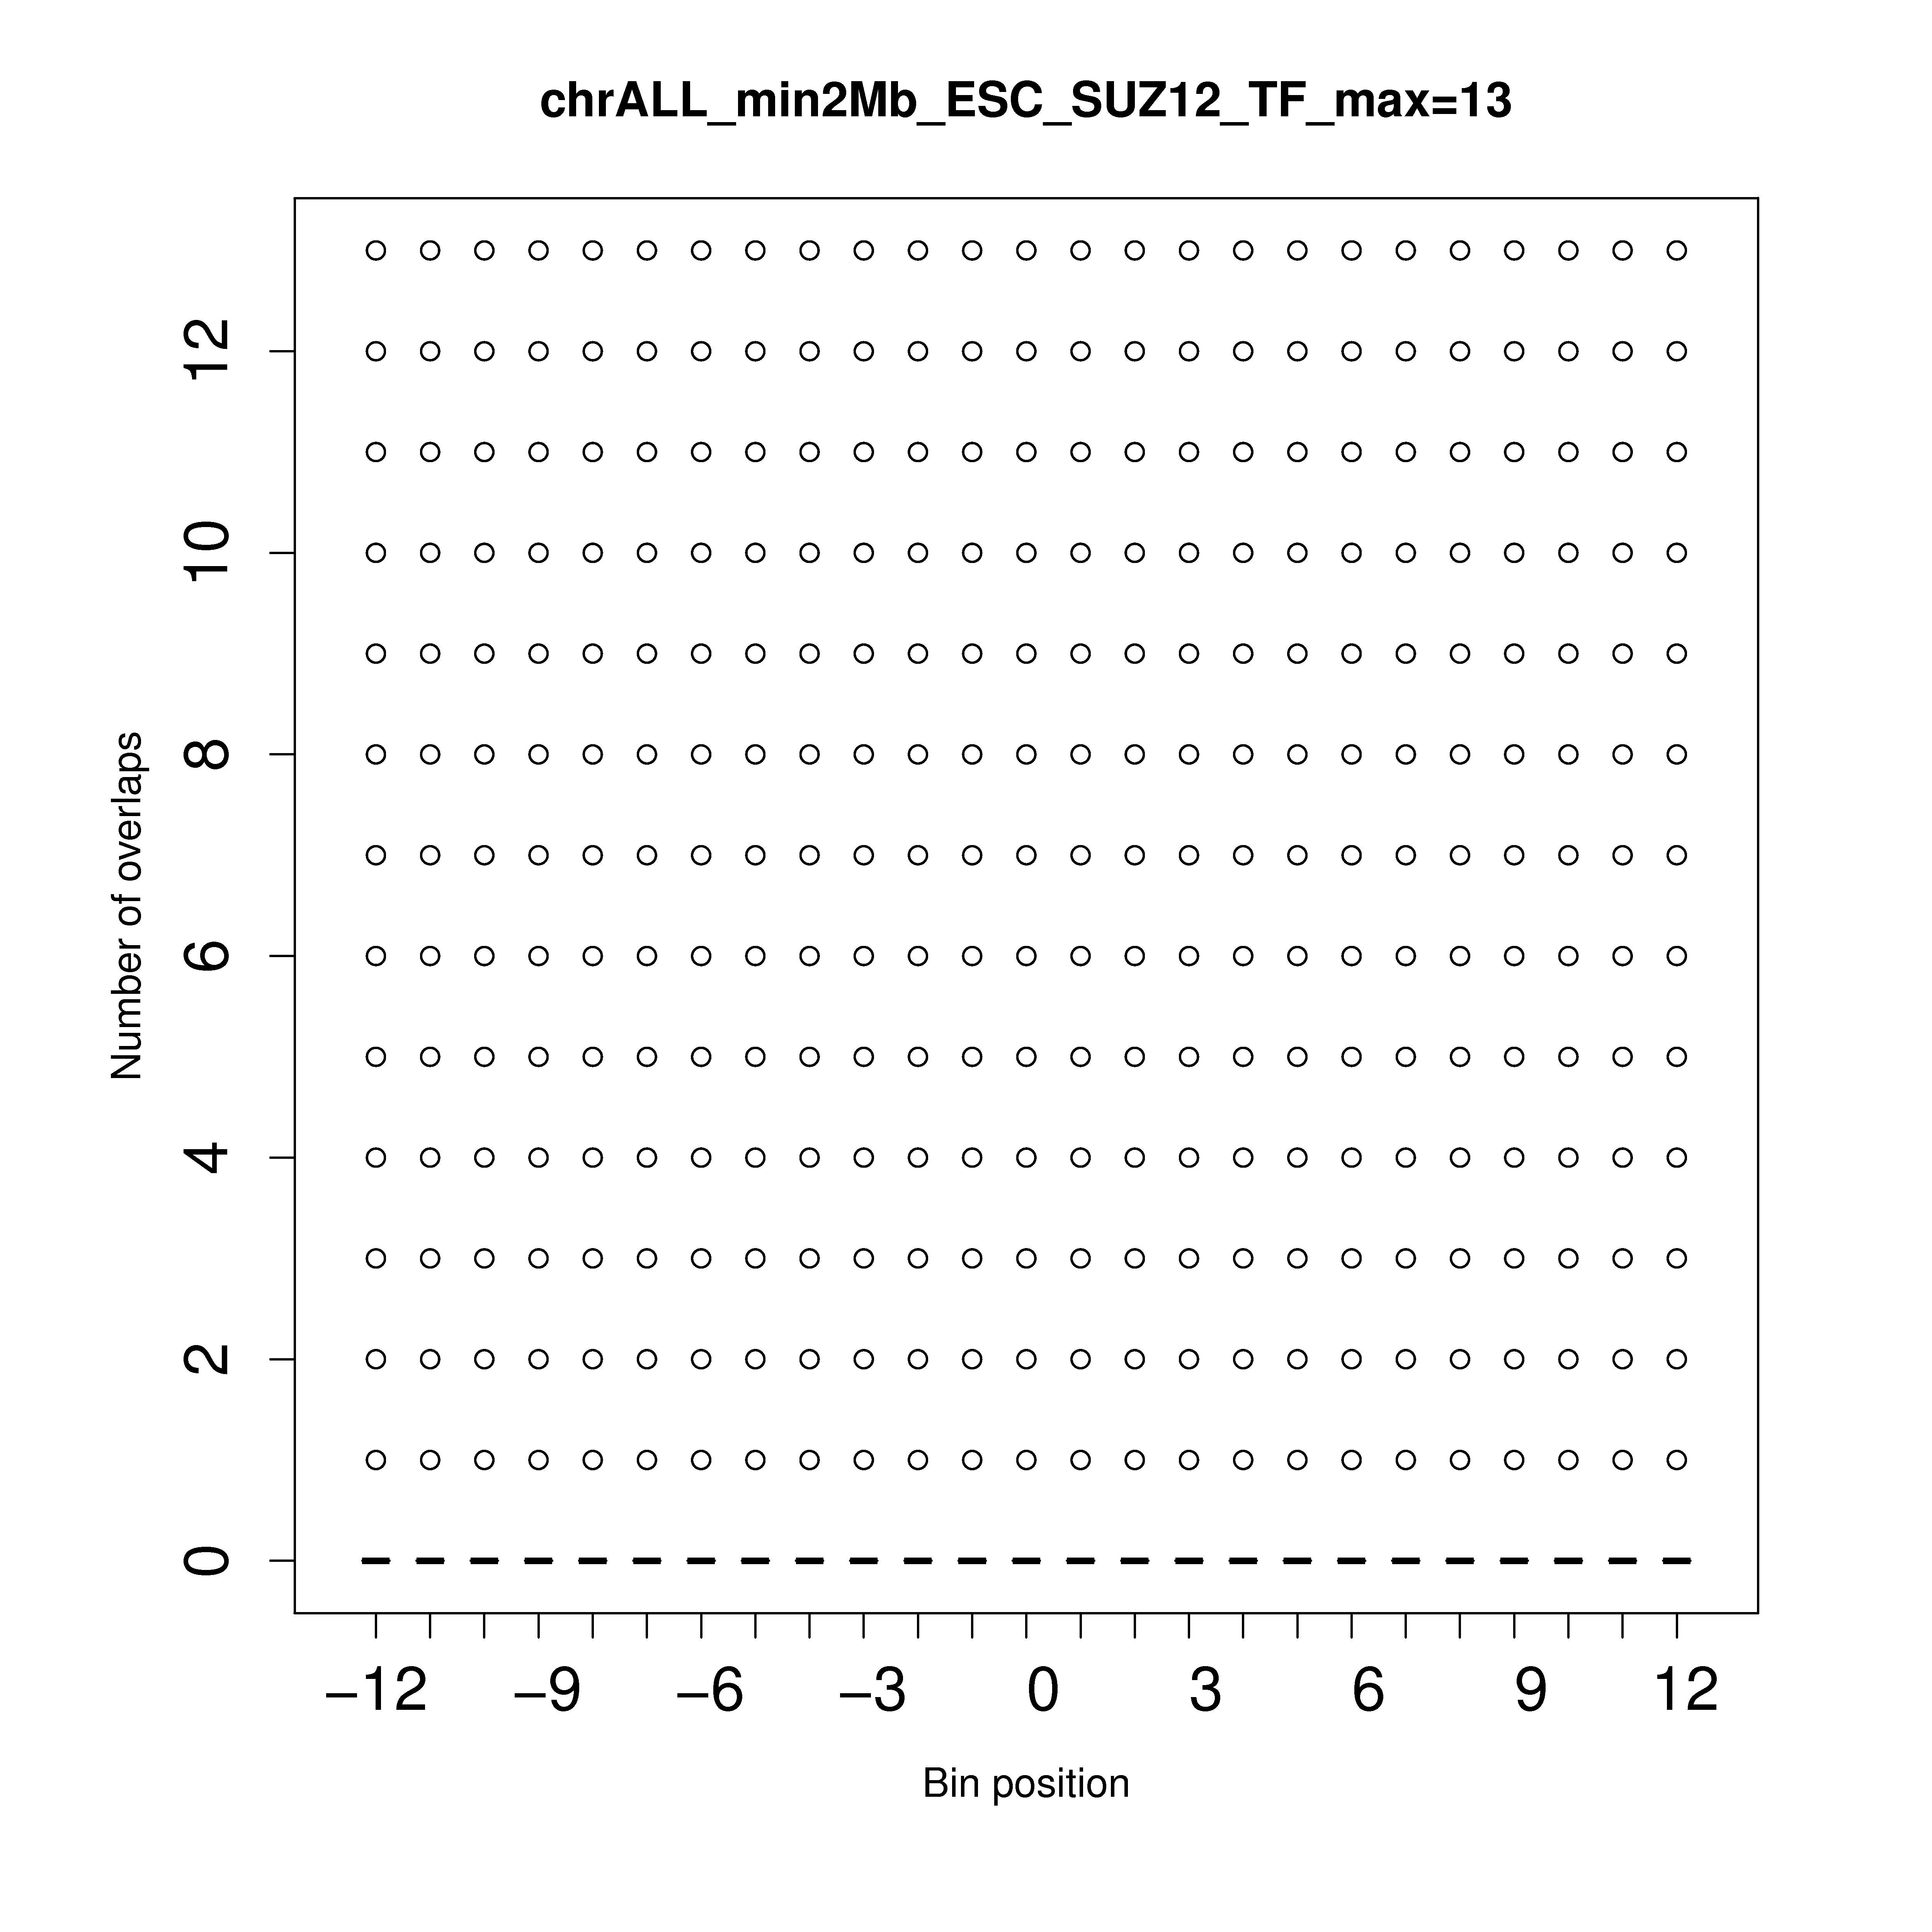 chrALL_min2Mb_ESC_SUZ12_TF_max=13
Number of overlaps
12
10
8
6
4
2
0
−12 −9 −6 −3 0 3 6 9 12
Bin position